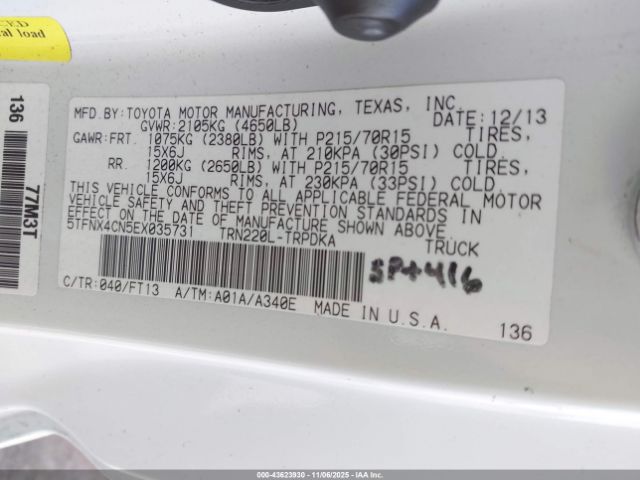 CED
al load
136
77M3T
MFD.BY:TOYOTA MOTOR MANUFACTURING, TEXAS, INC.
GVWR:2105KG (4650LB) DATE: 12/13
GAWR:FRT. 1075KG (2380LB) WITH P215/70R15 TIRES,
15X6J RIMS, AT 210KPA (30PSI) COLD.
RR. 1200KG (2650LB) WITH P215/70R15 TIRES,
15X6J RIMS, AT 230KPA (33PSI) COLD.
THIS VEHICLE CONFORMS TO ALL APPLICABLE FEDERAL MOTOR
VEHICLE SAFETY AND BUMPER STANDARDS IN
EFFECT ON THE DATE OF MANUFACTURE SHOWN ABOVE.
5TFNX4CN5EX035731 TRN220L-TRPDKA TRUCK
SP+416
C/TR:040/FT13 A/TM:A01A/A340E MADE IN U.S.A. 136
000-43623930 - 11/06/2025 - IAAI.COM